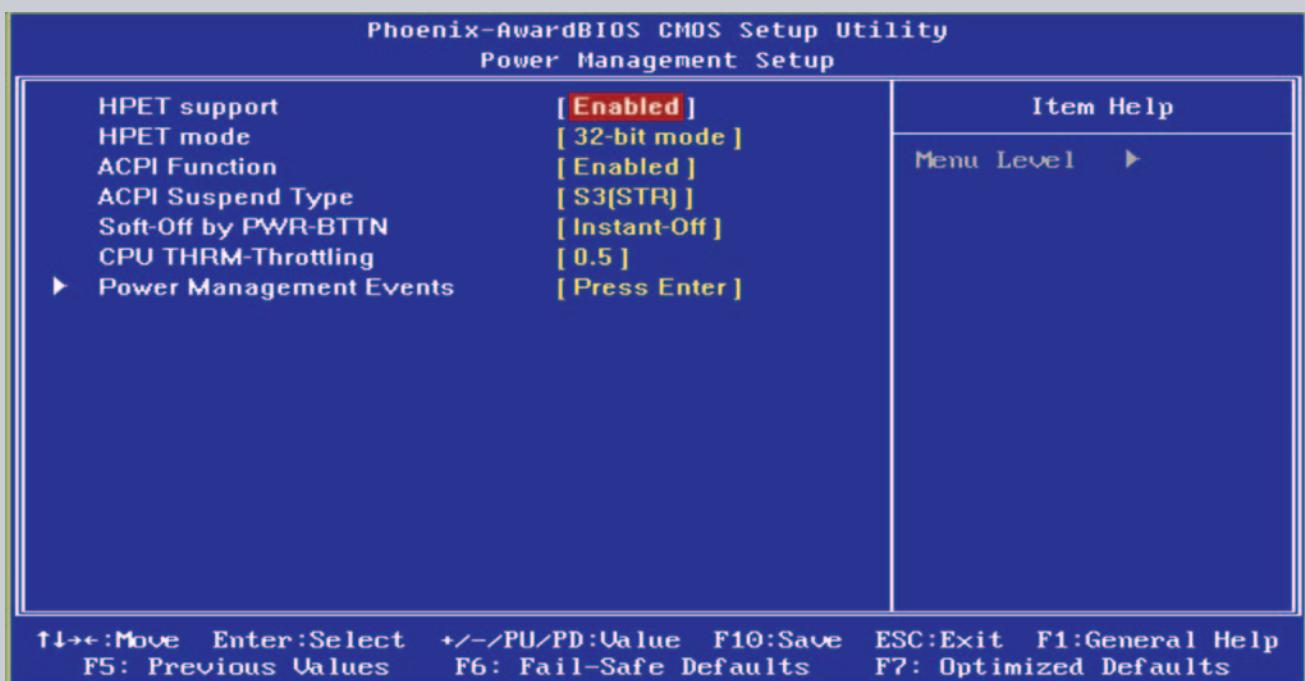 Phoenix-AwardBIOS CMOS Setup Utility
Power Management Setup
HPET support [ Enabled ]
HPET mode [ 32-bit mode ]
ACPI Function [ Enabled ]
ACPI Suspend Type [ S3(STR) ]
Soft-Off by PWR-BTTN [ Instant-Off ]
CPU THRM-Throttling [ 0.5 ]
▶ Power Management Events [ Press Enter ]
Item Help
Menu Level ▶
↑↓→←:Move Enter:Select +/-/PU/PD:Value F10:Save ESC:Exit F1:General Help
F5: Previous Values F6: Fail-Safe Defaults F7: Optimized Defaults